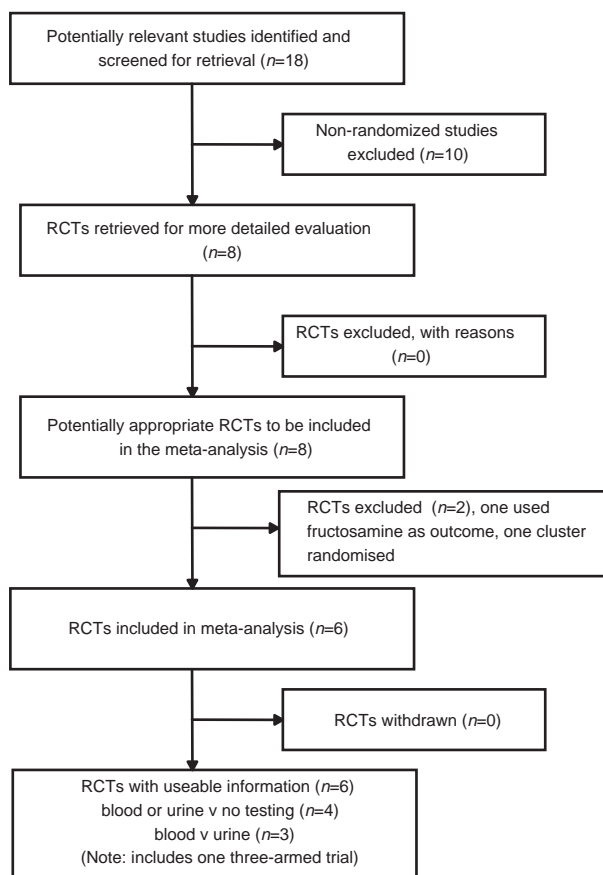 Potentially relevant studies identified and
screened for retrieval (n=18)
Non-randomized studies
excluded (n=10)
RCTs retrieved for more detailed evaluation
(n=8)
RCTs excluded, with reasons
(n=0)
Potentially appropriate RCTs to be included
in the meta-analysis (n=8)
RCTs excluded (n=2), one used
fructosamine as outcome, one cluster
randomised
RCTs included in meta-analysis (n=6)
RCTs withdrawn (n=0)
RCTs with useable information (n=6)
blood or urine v no testing (n=4)
blood v urine (n=3)
(Note: includes one three-armed trial)